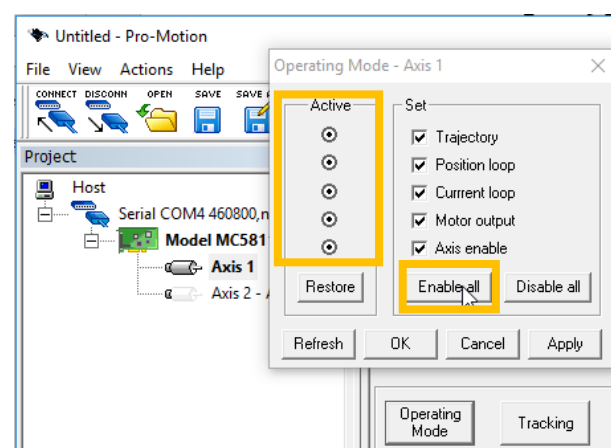 Untitled - Pro-Motion
File View Actions Help
CONNECT DISCONN OPEN SAVE SAVE
Project
Host
Serial COM4 460800,n
Model MC581
Axis 1
Axis 2 -
Operating Mode - Axis 1
Active
Set
Trajectory
Position loop
Currrent loop
Motor output
Axis enable
Restore
Enable all
Disable all
Refresh
OK
Cancel
Apply
Operating
Mode
Tracking